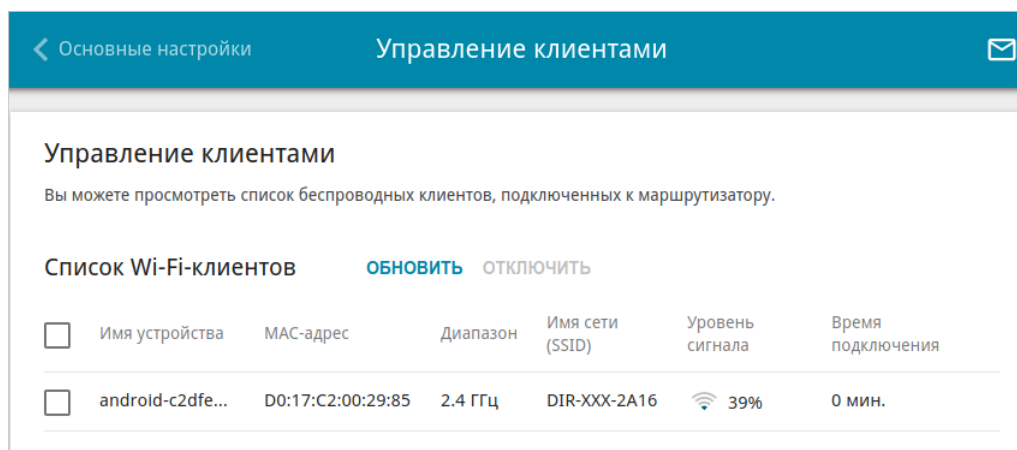 Основные настройки Управление клиентами
Управление клиентами
Вы можете просмотреть список беспроводных клиентов, подключенных к маршрутизатору.
Список Wi-Fi-клиентов ОБНОВИТЬ ОТКЛЮЧИТЬ
Имя устройства MAC-адрес Диапазон Имя сети (SSID) Уровень сигнала Время подключения
android-c2dfe... D0:17:C2:00:29:85 2.4 ГГц DIR-XXX-2A16 39% 0 мин.